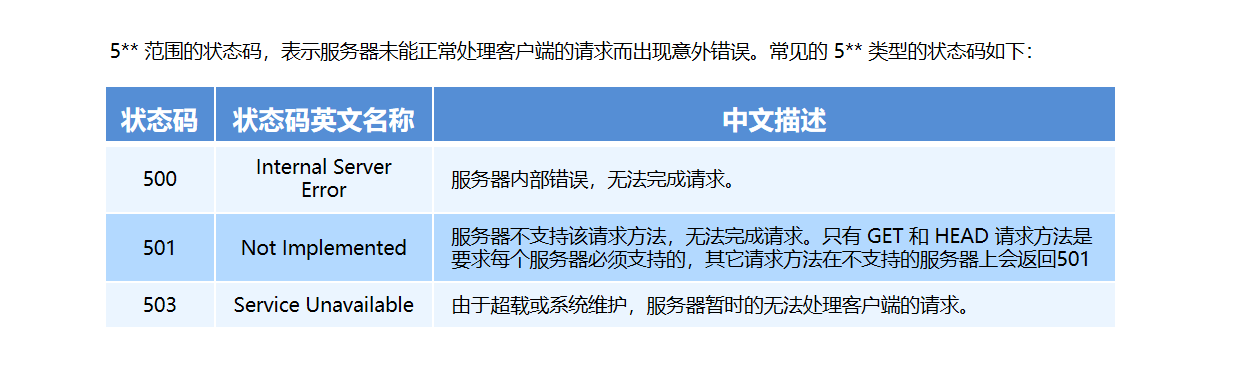 5** 范围的状态码，表示服务器未能正常处理客户端的请求而出现意外错误。常见的 5** 类型的状态码如下：
状态码 状态码英文名称 中文描述
500 Internal Server Error 服务器内部错误，无法完成请求。
501 Not Implemented 服务器不支持该请求方法，无法完成请求。只有 GET 和 HEAD 请求方法是
要求每个服务器必须支持的，其它请求方法在不支持的服务器上会返回501
503 Service Unavailable 由于超载或系统维护，服务器暂时的无法处理客户端的请求。